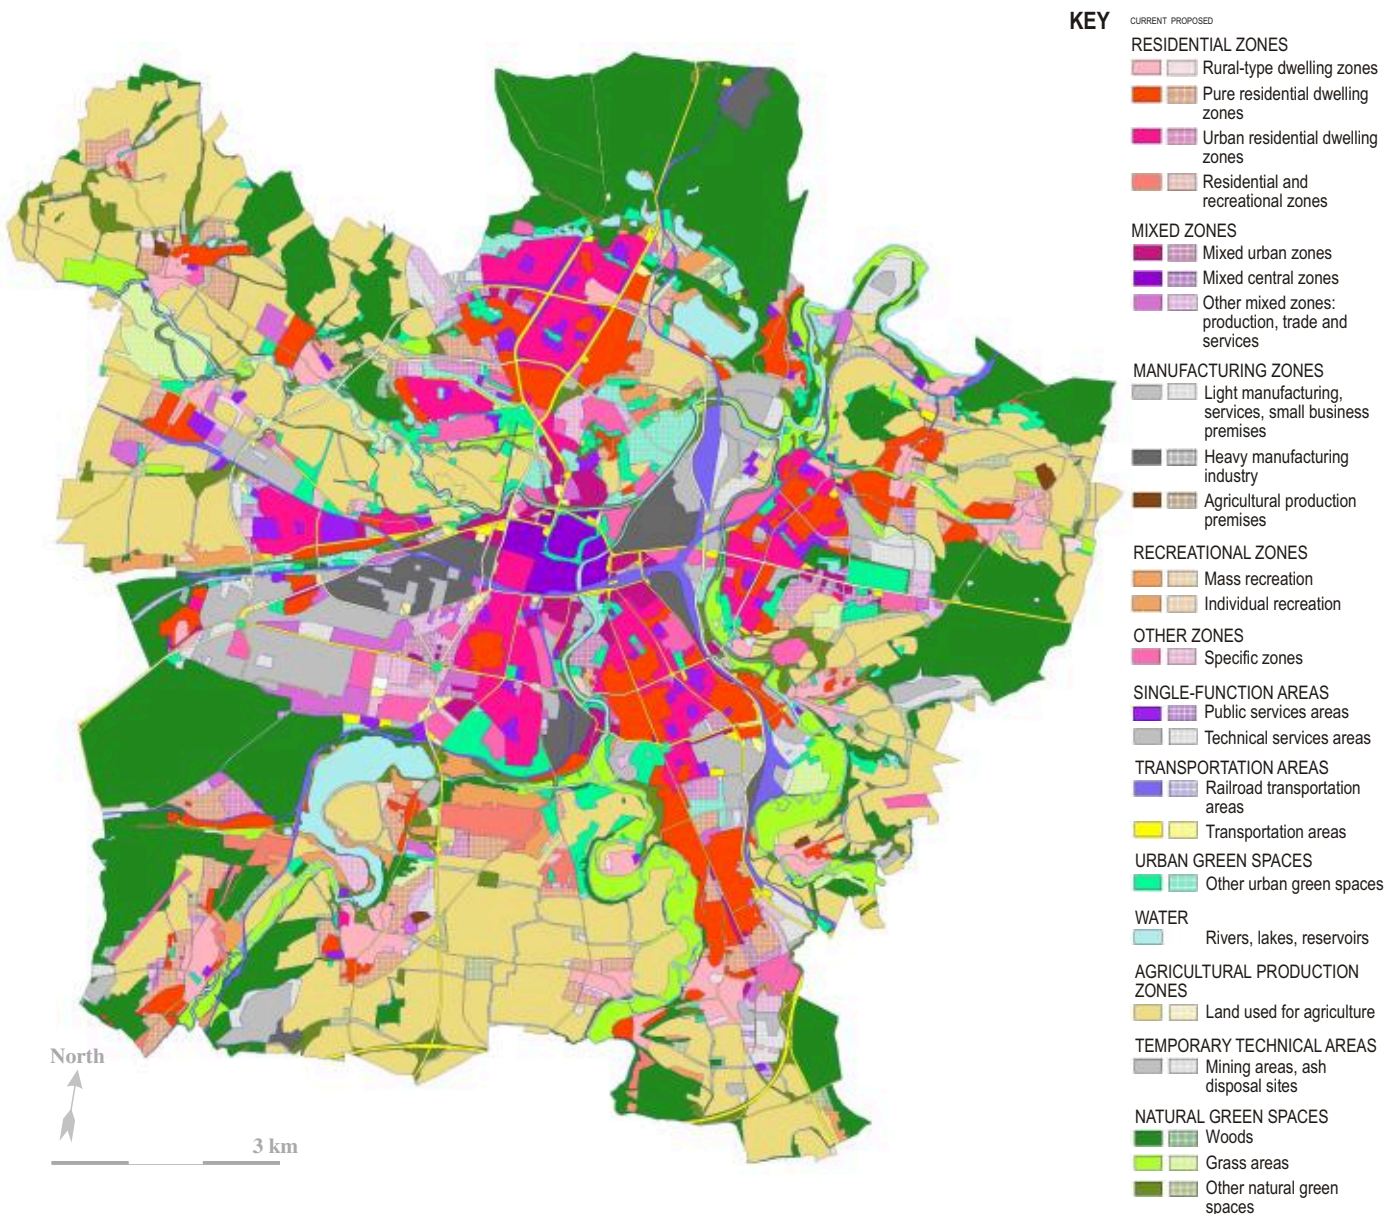 KEY CURRENT PROPOSED
RESIDENTIAL ZONES
Rural-type dwelling zones
Pure residential dwelling
zones
Urban residential dwelling
zones
Residential and
recreational zones
MIXED ZONES
Mixed urban zones
Mixed central zones
Other mixed zones:
production, trade and
services
MANUFACTURING ZONES
Light manufacturing,
services, small business
premises
Heavy manufacturing
industry
Agricultural production
premises
RECREATIONAL ZONES
Mass recreation
Individual recreation
OTHER ZONES
Specific zones
SINGLE-FUNCTION AREAS
Public services areas
Technical services areas
TRANSPORTATION AREAS
Railroad transportation
areas
Transportation areas
URBAN GREEN SPACES
Other urban green spaces
WATER
Rivers, lakes, reservoirs
AGRICULTURAL PRODUCTION
ZONES
Land used for agriculture
TEMPORARY TECHNICAL AREAS
Mining areas, ash
disposal sites
NATURAL GREEN SPACES
Woods
Grass areas
Other natural green
spaces
North
3 km